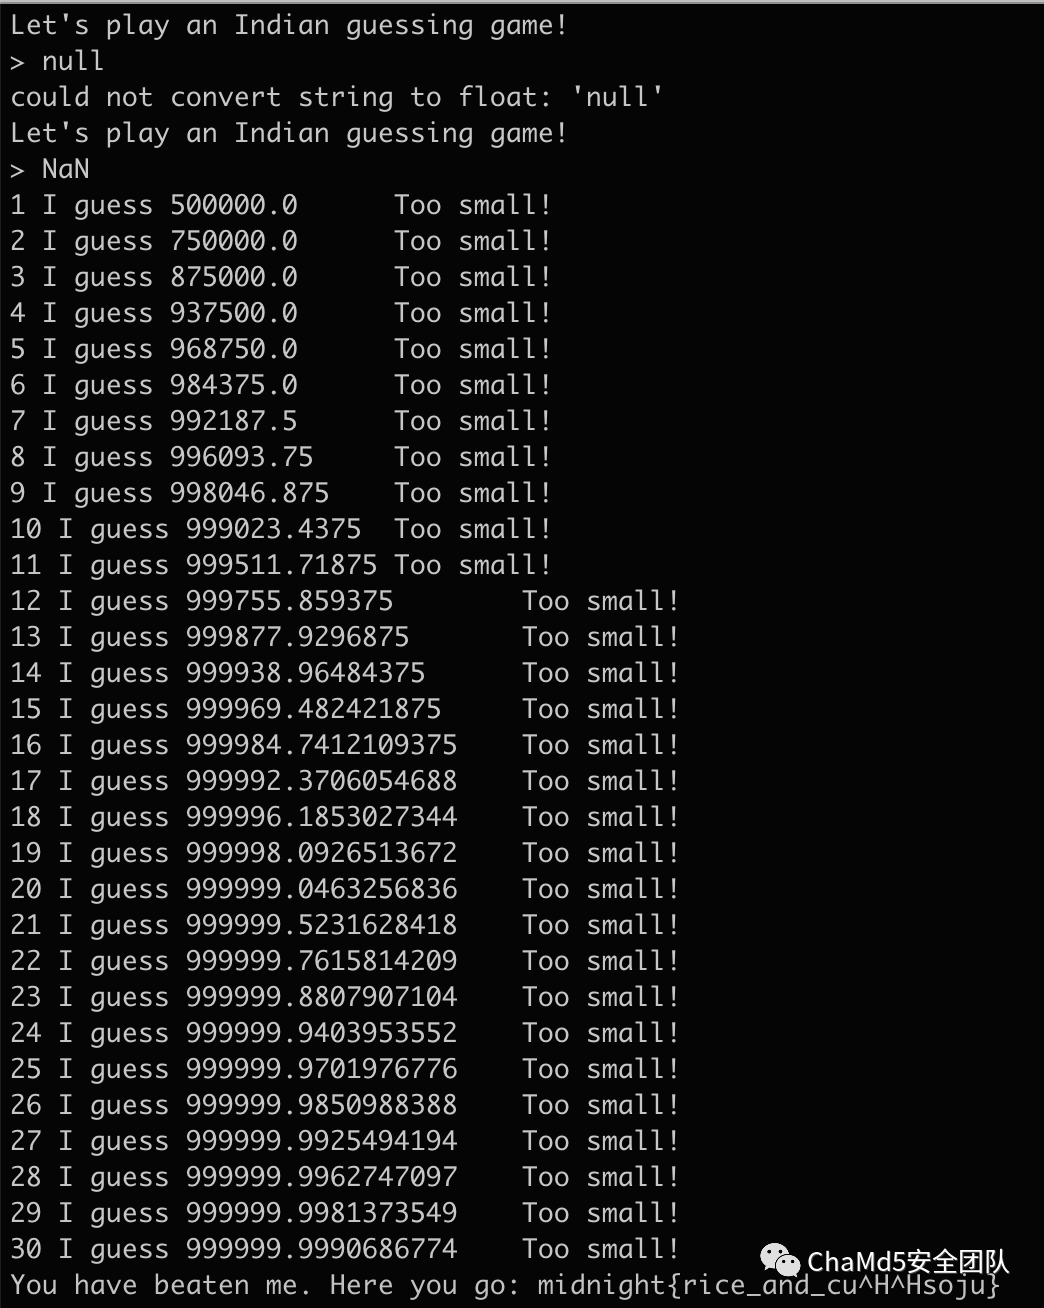 Let's play an Indian guessing game!
> null
could not convert string to float: 'null'
Let's play an Indian guessing game!
> NaN
1 I guess 500000.0 Too small!
2 I guess 750000.0 Too small!
3 I guess 875000.0 Too small!
4 I guess 937500.0 Too small!
5 I guess 968750.0 Too small!
6 I guess 984375.0 Too small!
7 I guess 992187.5 Too small!
8 I guess 996093.75 Too small!
9 I guess 998046.875 Too small!
10 I guess 999023.4375 Too small!
11 I guess 999511.71875 Too small!
12 I guess 999755.859375 Too small!
13 I guess 999877.9296875 Too small!
14 I guess 999938.96484375 Too small!
15 I guess 999969.482421875 Too small!
16 I guess 999984.7412109375 Too small!
17 I guess 999992.3706054688 Too small!
18 I guess 999996.1853027344 Too small!
19 I guess 999998.0926513672 Too small!
20 I guess 999999.0463256836 Too small!
21 I guess 999999.5231628418 Too small!
22 I guess 999999.7615814209 Too small!
23 I guess 999999.8807907104 Too small!
24 I guess 999999.9403953552 Too small!
25 I guess 999999.9701976776 Too small!
26 I guess 999999.9850988388 Too small!
27 I guess 999999.9925494194 Too small!
28 I guess 999999.9962747097 Too small!
29 I guess 999999.9981373549 Too small!
30 I guess 999999.9990686774 Too small!
ChaMd5安全团队
You have beaten me. Here you go: midnight{rice_and_cu^H^Hsoju}